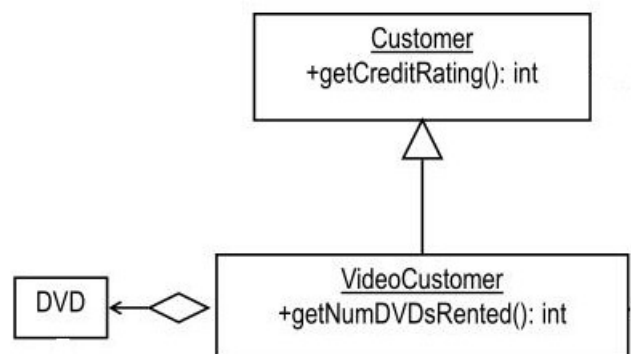 Customer
+getCreditRating(): int
VideoCustomer
+getNumDVDsRented(): int
DVD